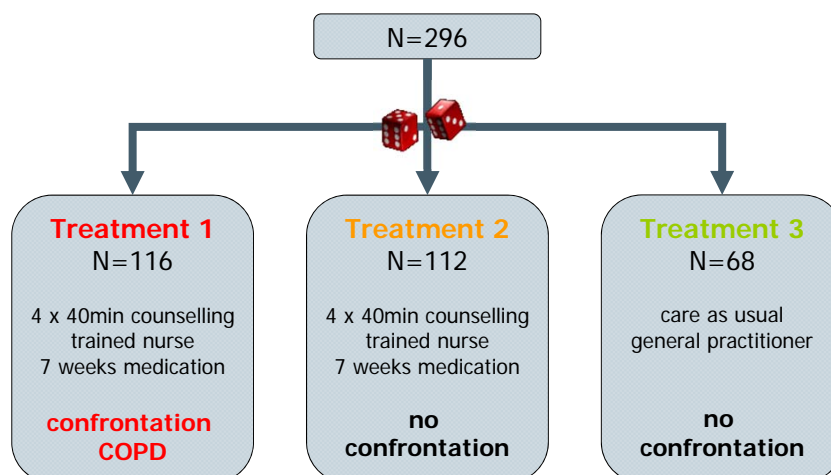 N=296
Treatment 1
N=116
4 x 40min counselling
trained nurse
7 weeks medication
confrontation
COPD
Treatment 2
N=112
4 x 40min counselling
trained nurse
7 weeks medication
no
confrontation
Treatment 3
N=68
care as usual
general practitioner
no
confrontation